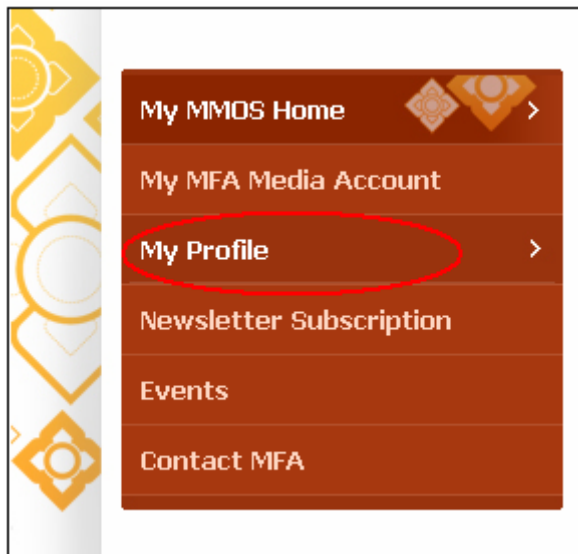 My MMOS Home
My MFA Media Account
My Profile
Newsletter Subscription
Events
Contact MFA